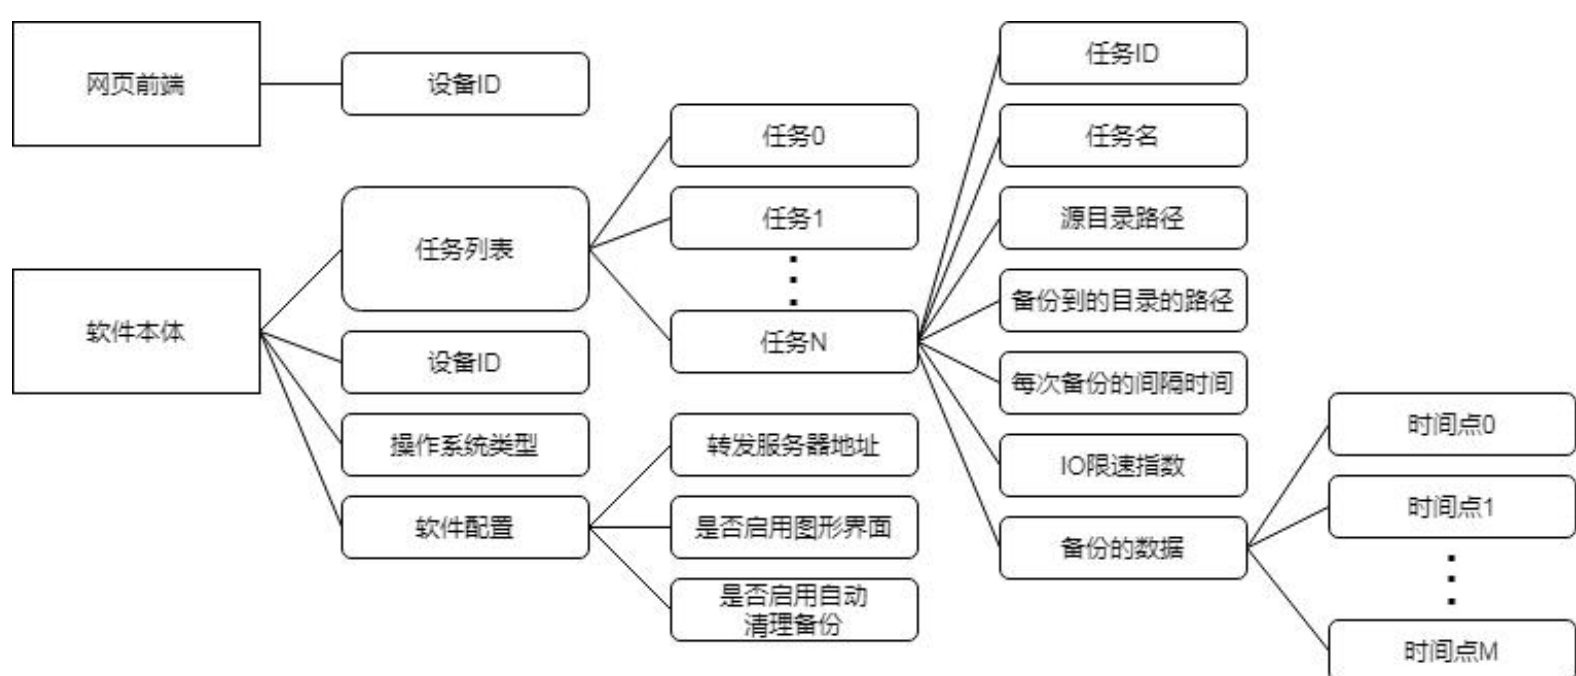 网页前端
设备ID
软件本体
任务列表
设备ID
操作系统类型
软件配置
任务0
任务1
任务N
转发服务器地址
是否启用图形界面
是否启用自动
清理备份
任务ID
任务名
源目录路径
备份到的目录的路径
每次备份的间隔时间
IO限速指数
备份的数据
时间点0
时间点1
时间点M